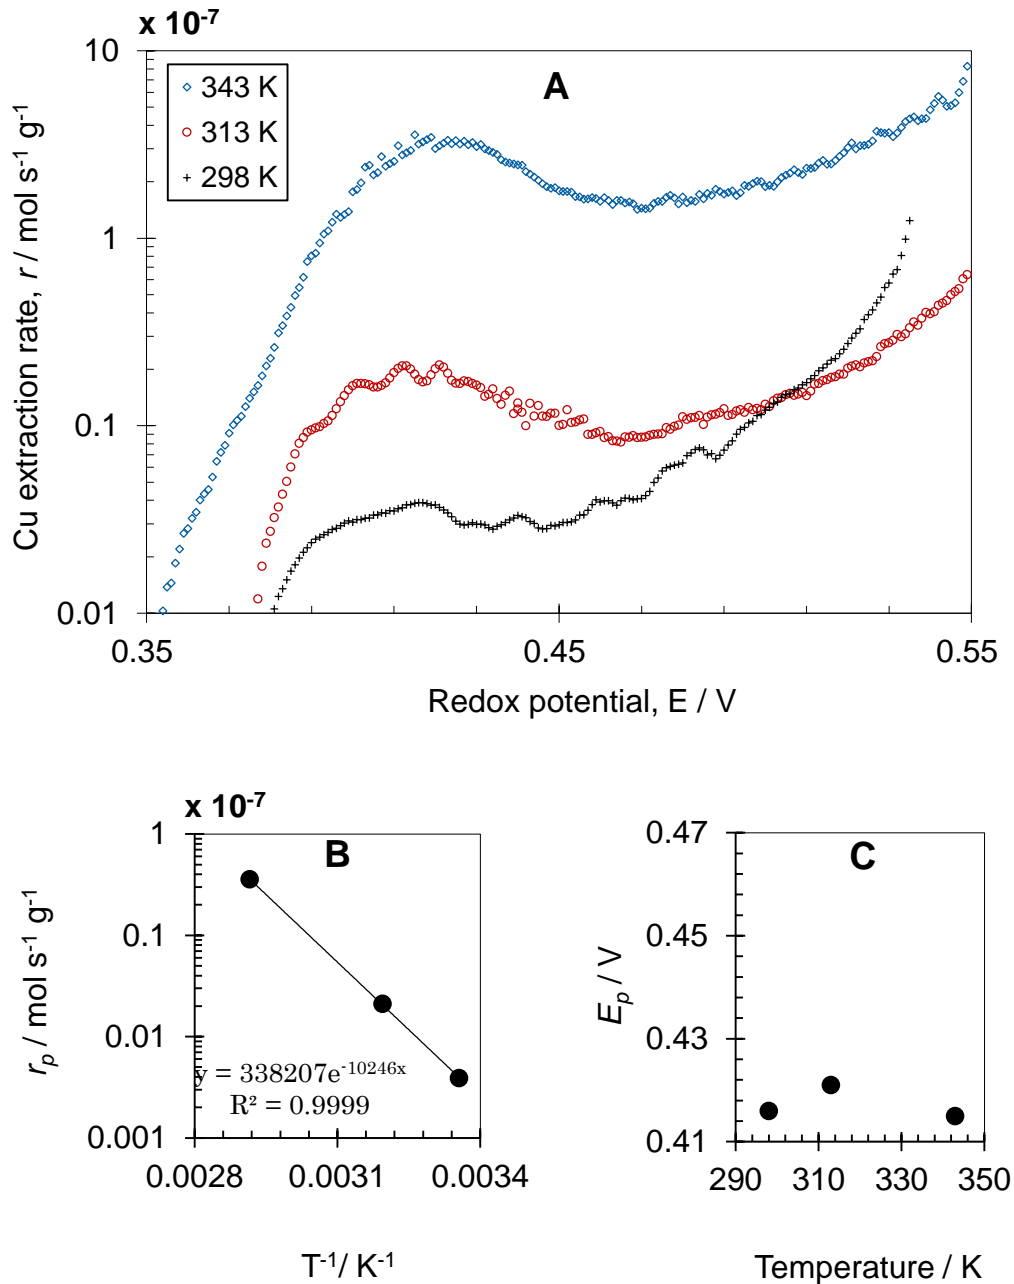 x 10⁻⁷
A
343 K
313 K
298 K
10
1
0.1
0.01
Cu extraction rate, r / mol s⁻¹ g⁻¹
0.35 0.45 0.55
Redox potential, E / V
x 10⁻⁷
B
1
0.1
0.01
0.001
r_p / mol s⁻¹ g⁻¹
y = 338207e⁻¹⁰²⁴⁶ˣ
R² = 0.9999
0.0028 0.0031 0.0034
T⁻¹/ K⁻¹
C
0.47
0.45
0.43
0.41
E_p / V
290 310 330 350
Temperature / K